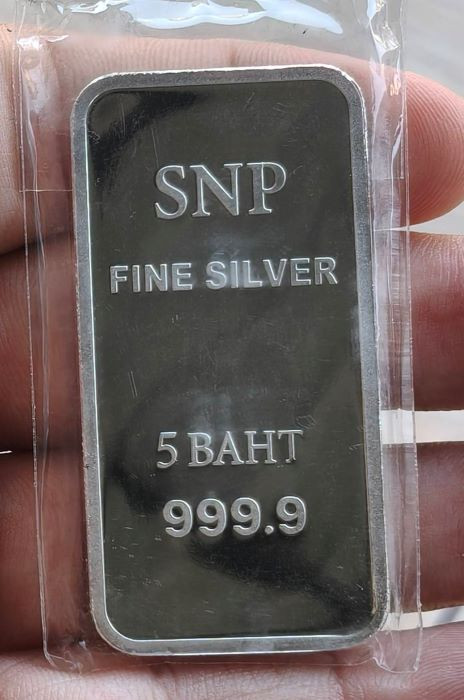 SNP
FINE SILVER
5 BAHT
999.9